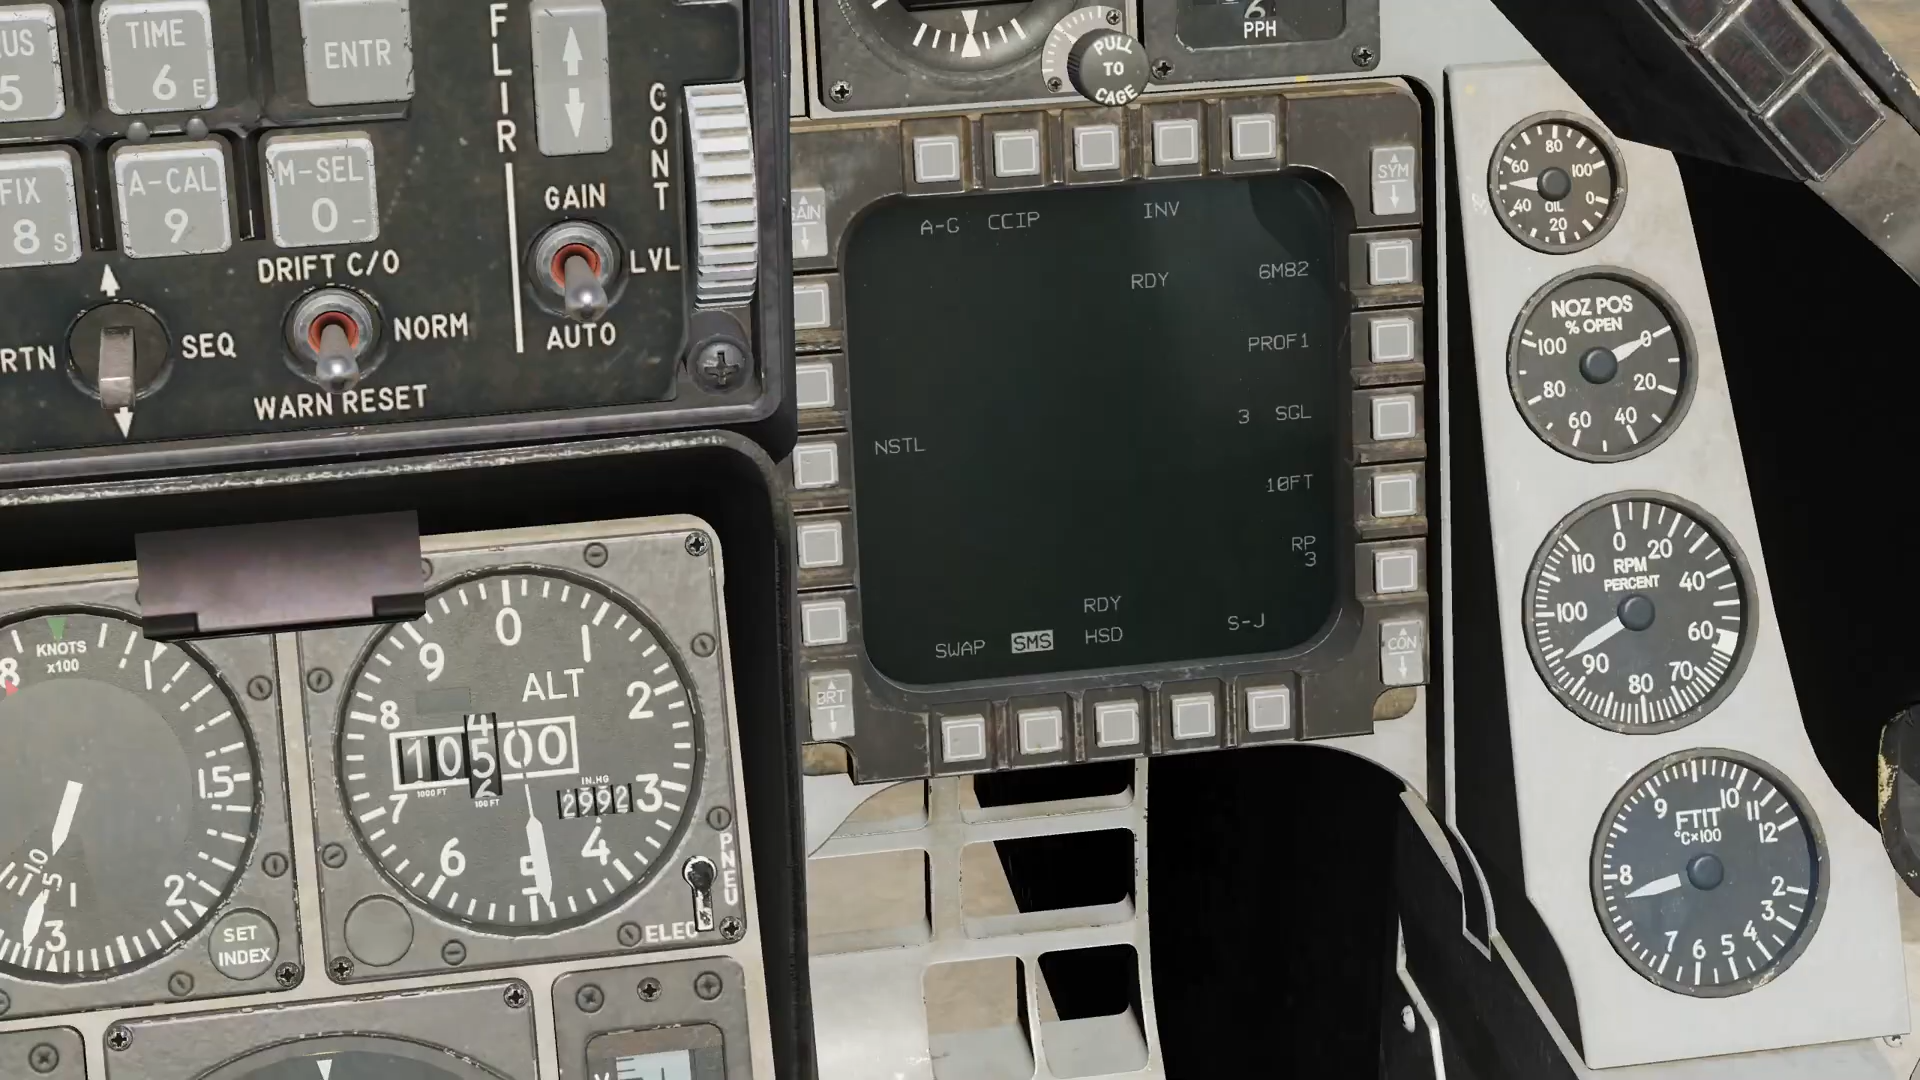 TIME
6 E
5
ENTR
FLIR
CONT
FIX
8 S
A-CAL
9
M-SEL
0 -
GAIN
LVL
AUTO
DRIFT C/O
NORM
WARN RESET
RTN
SEQ
PULL
TO
CAGE
6
PPH
SYM
A-G CCIP INV
RDY 6M82
PROF1
3 SGL
NSTL
10FT
RP
3
RDY
SWAP SMS HSD S-J
BRT
CON
80
60 100
40 OIL 0
20
NOZ POS
% OPEN
100 0
80 20
60 40
0
110 20
RPM
PERCENT
40
100
60
90
80 70
10
9 11
FTIT
°C×100
12
8
2
3
7 6 5 4
KNOTS
x100
8
1
1.5
2
3
SET
INDEX
0
9 1
ALT
8 2
10500
1000 FT
100 FT
IN.HG
2992
7 3
6 4
5
PNEU
ELEC